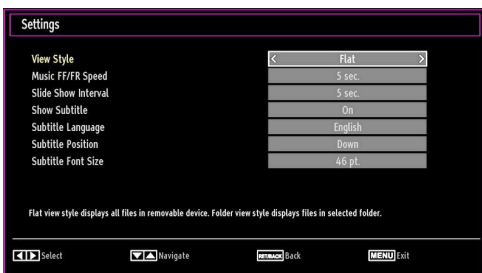 Settings
View Style < Flat >
Music FF/FR Speed 5 sec.
Slide Show Interval 5 sec.
Show Subtitle On
Subtitle Language English
Subtitle Position Down
Subtitle Font Size 46 pt.
Flat view style displays all files in removable device. Folder view style displays files in selected folder.
Select Navigate RET/BACK Back MENU Exit